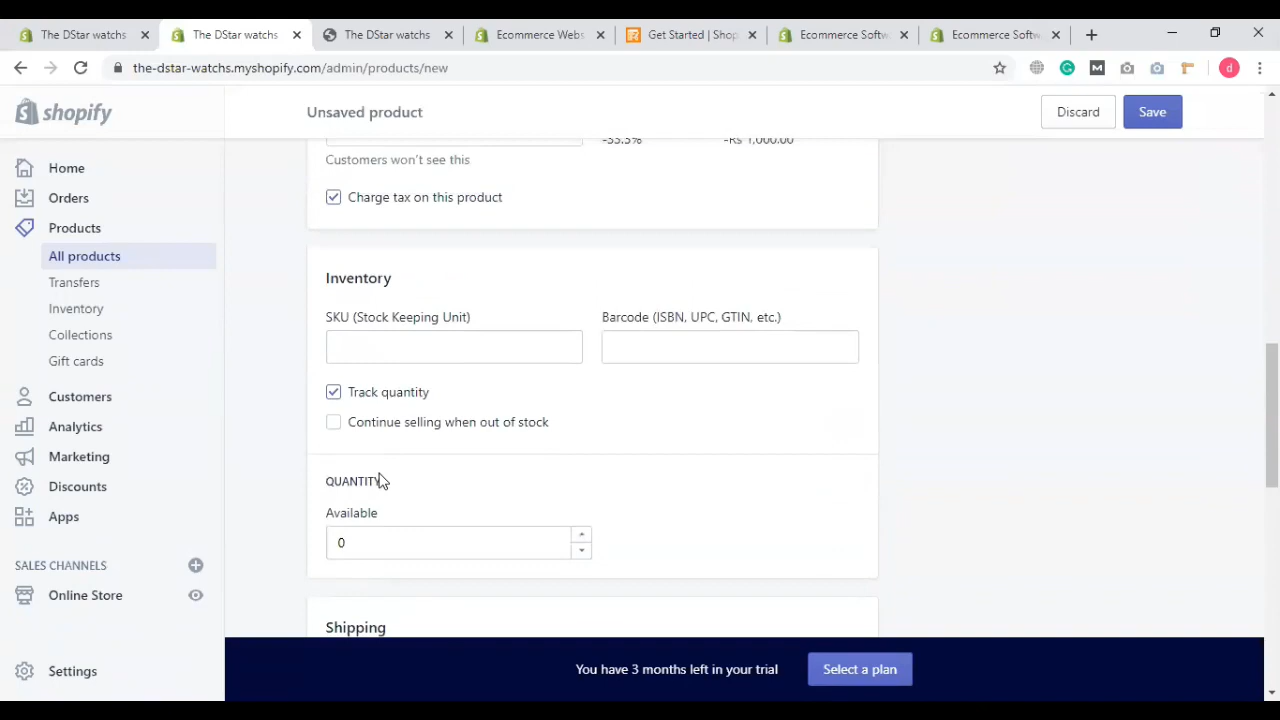 The DStar watchs
The DStar watchs
The DStar watchs
Ecommerce Webs
Get Started | Shop
Ecommerce Softw
Ecommerce Softw
the-dstar-watchs.myshopify.com/admin/products/new
M
d
shopify
Unsaved product
Discard
Save
Home
Orders
Products
All products
Transfers
Inventory
Collections
Gift cards
Customers
Analytics
Marketing
Discounts
Apps
SALES CHANNELS
Online Store
Settings
-33.3%
-Rs 1,000.00
Customers won't see this
Charge tax on this product
Inventory
SKU (Stock Keeping Unit)
Barcode (ISBN, UPC, GTIN, etc.)
Track quantity
Continue selling when out of stock
QUANTITY
Available
0
Shipping
You have 3 months left in your trial
Select a plan